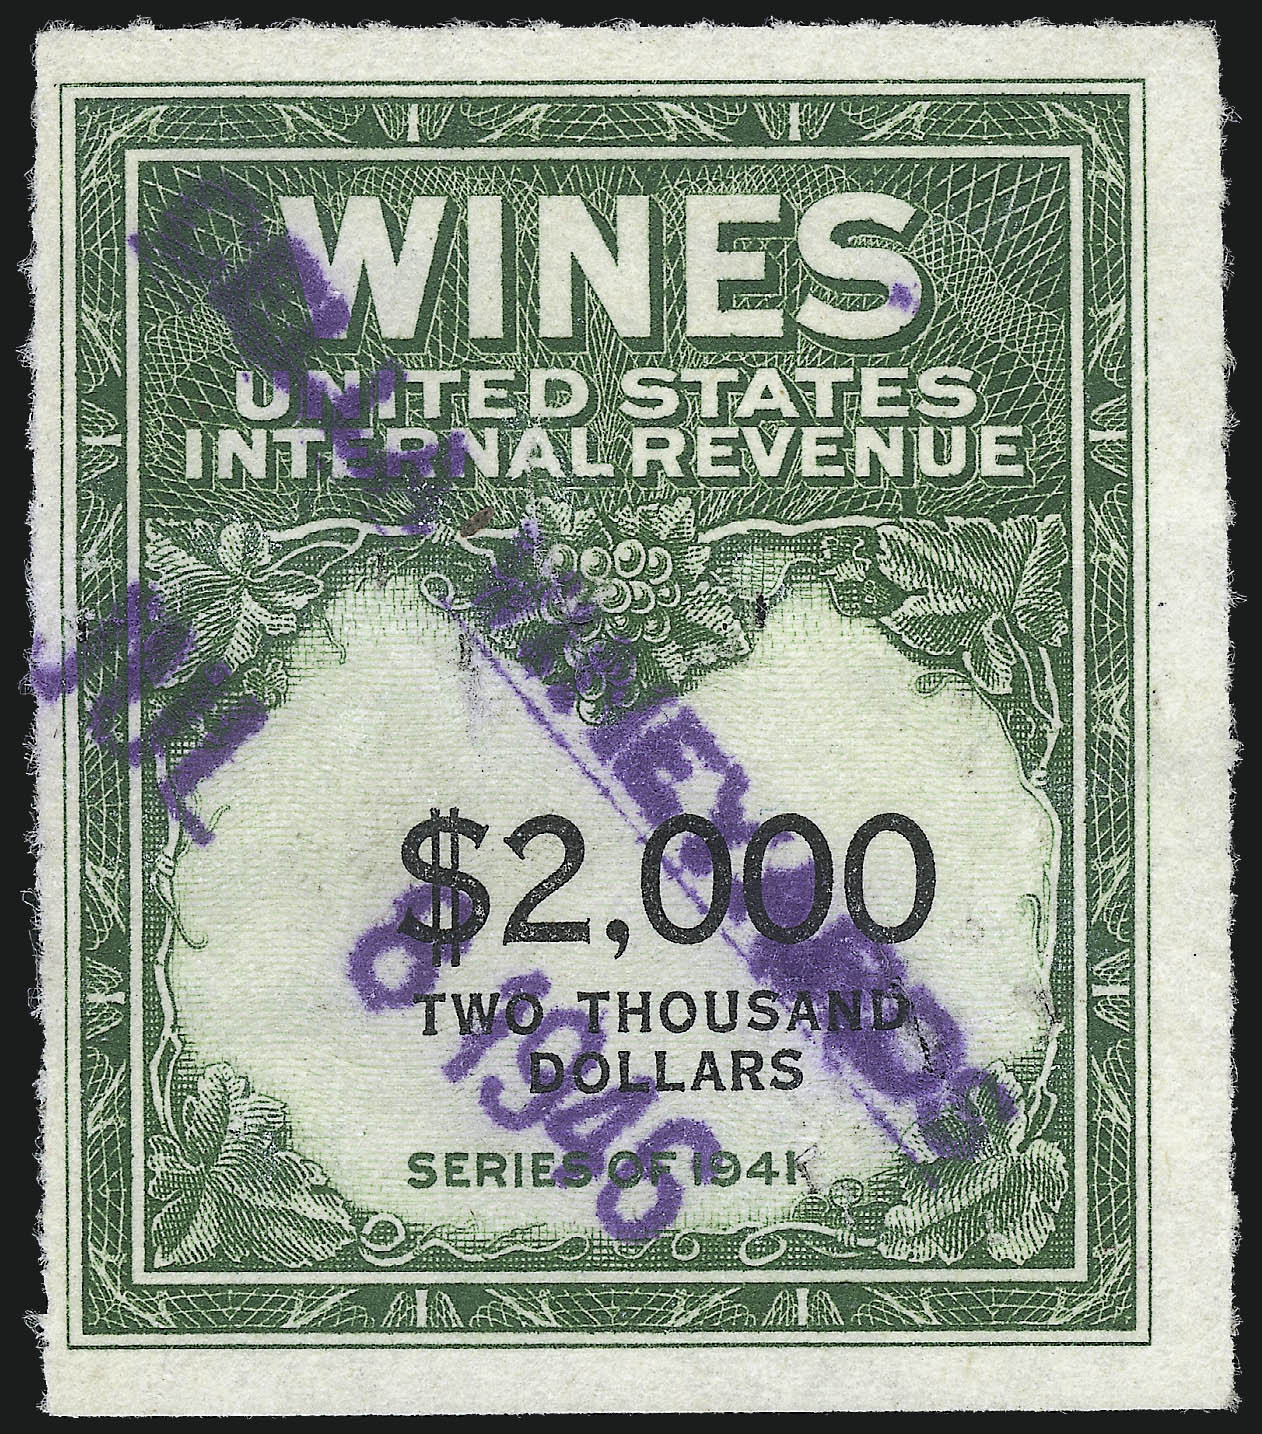 WINES
UNITED STATES
INTERNAL REVENUE
$2,000
TWO THOUSAND
DOLLARS
SERIES OF 1941